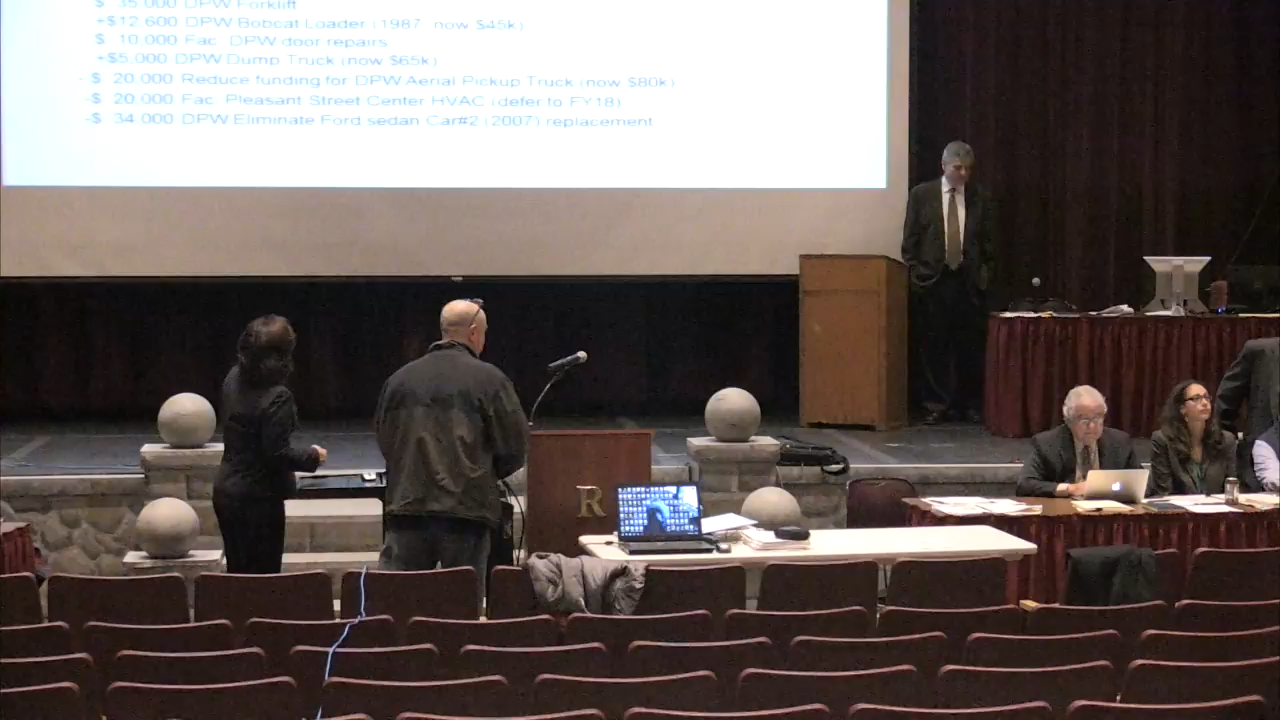 $ 35.000 DPW Forklift
+$12.600 DPW Bobcat Loader (1987 now $45k)
$ 10.000 Fac. DPW door repairs
+$5.000 DPW Dump Truck (now $65k)
-$ 20.000 Reduce funding for DPW Aerial Pickup Truck (now $80k)
-$ 20.000 Fac. Pleasant Street Center HVAC (defer to FY18)
-$ 34.000 DPW Eliminate Ford sedan Car#2 (2007) replacement
R